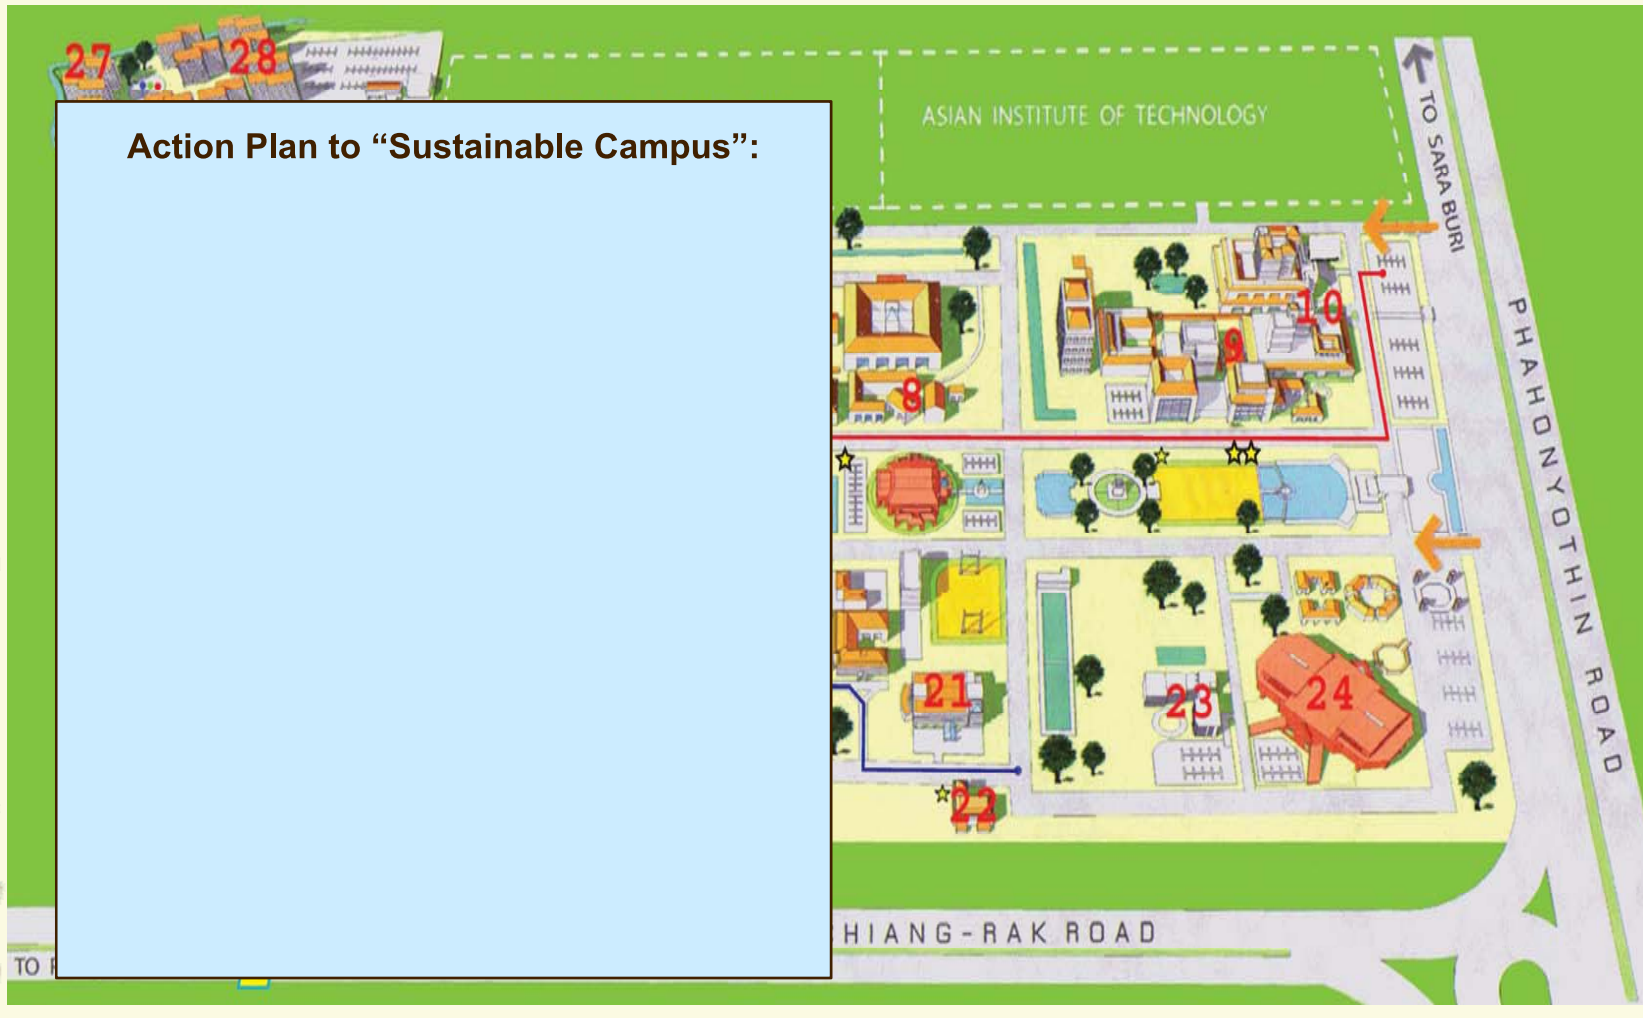 27
28
Action Plan to “Sustainable Campus”:
ASIAN INSTITUTE OF TECHNOLOGY
TO SARA BURI
PHAHONYOTHIN ROAD
10
9
8
21
23
24
22
HIANG-RAK ROAD
TO